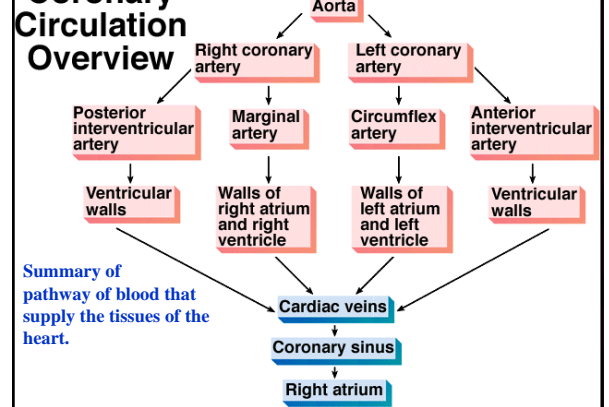 Coronary
Circulation
Overview
Aorta
Right coronary
artery
Left coronary
artery
Posterior
interventricular
artery
Marginal
artery
Circumflex
artery
Anterior
interventricular
artery
Ventricular
walls
Walls of
right atrium
and right
ventricle
Walls of
left atrium
and left
ventricle
Ventricular
walls
Summary of
pathway of blood that
supply the tissues of the
heart.
Cardiac veins
Coronary sinus
Right atrium